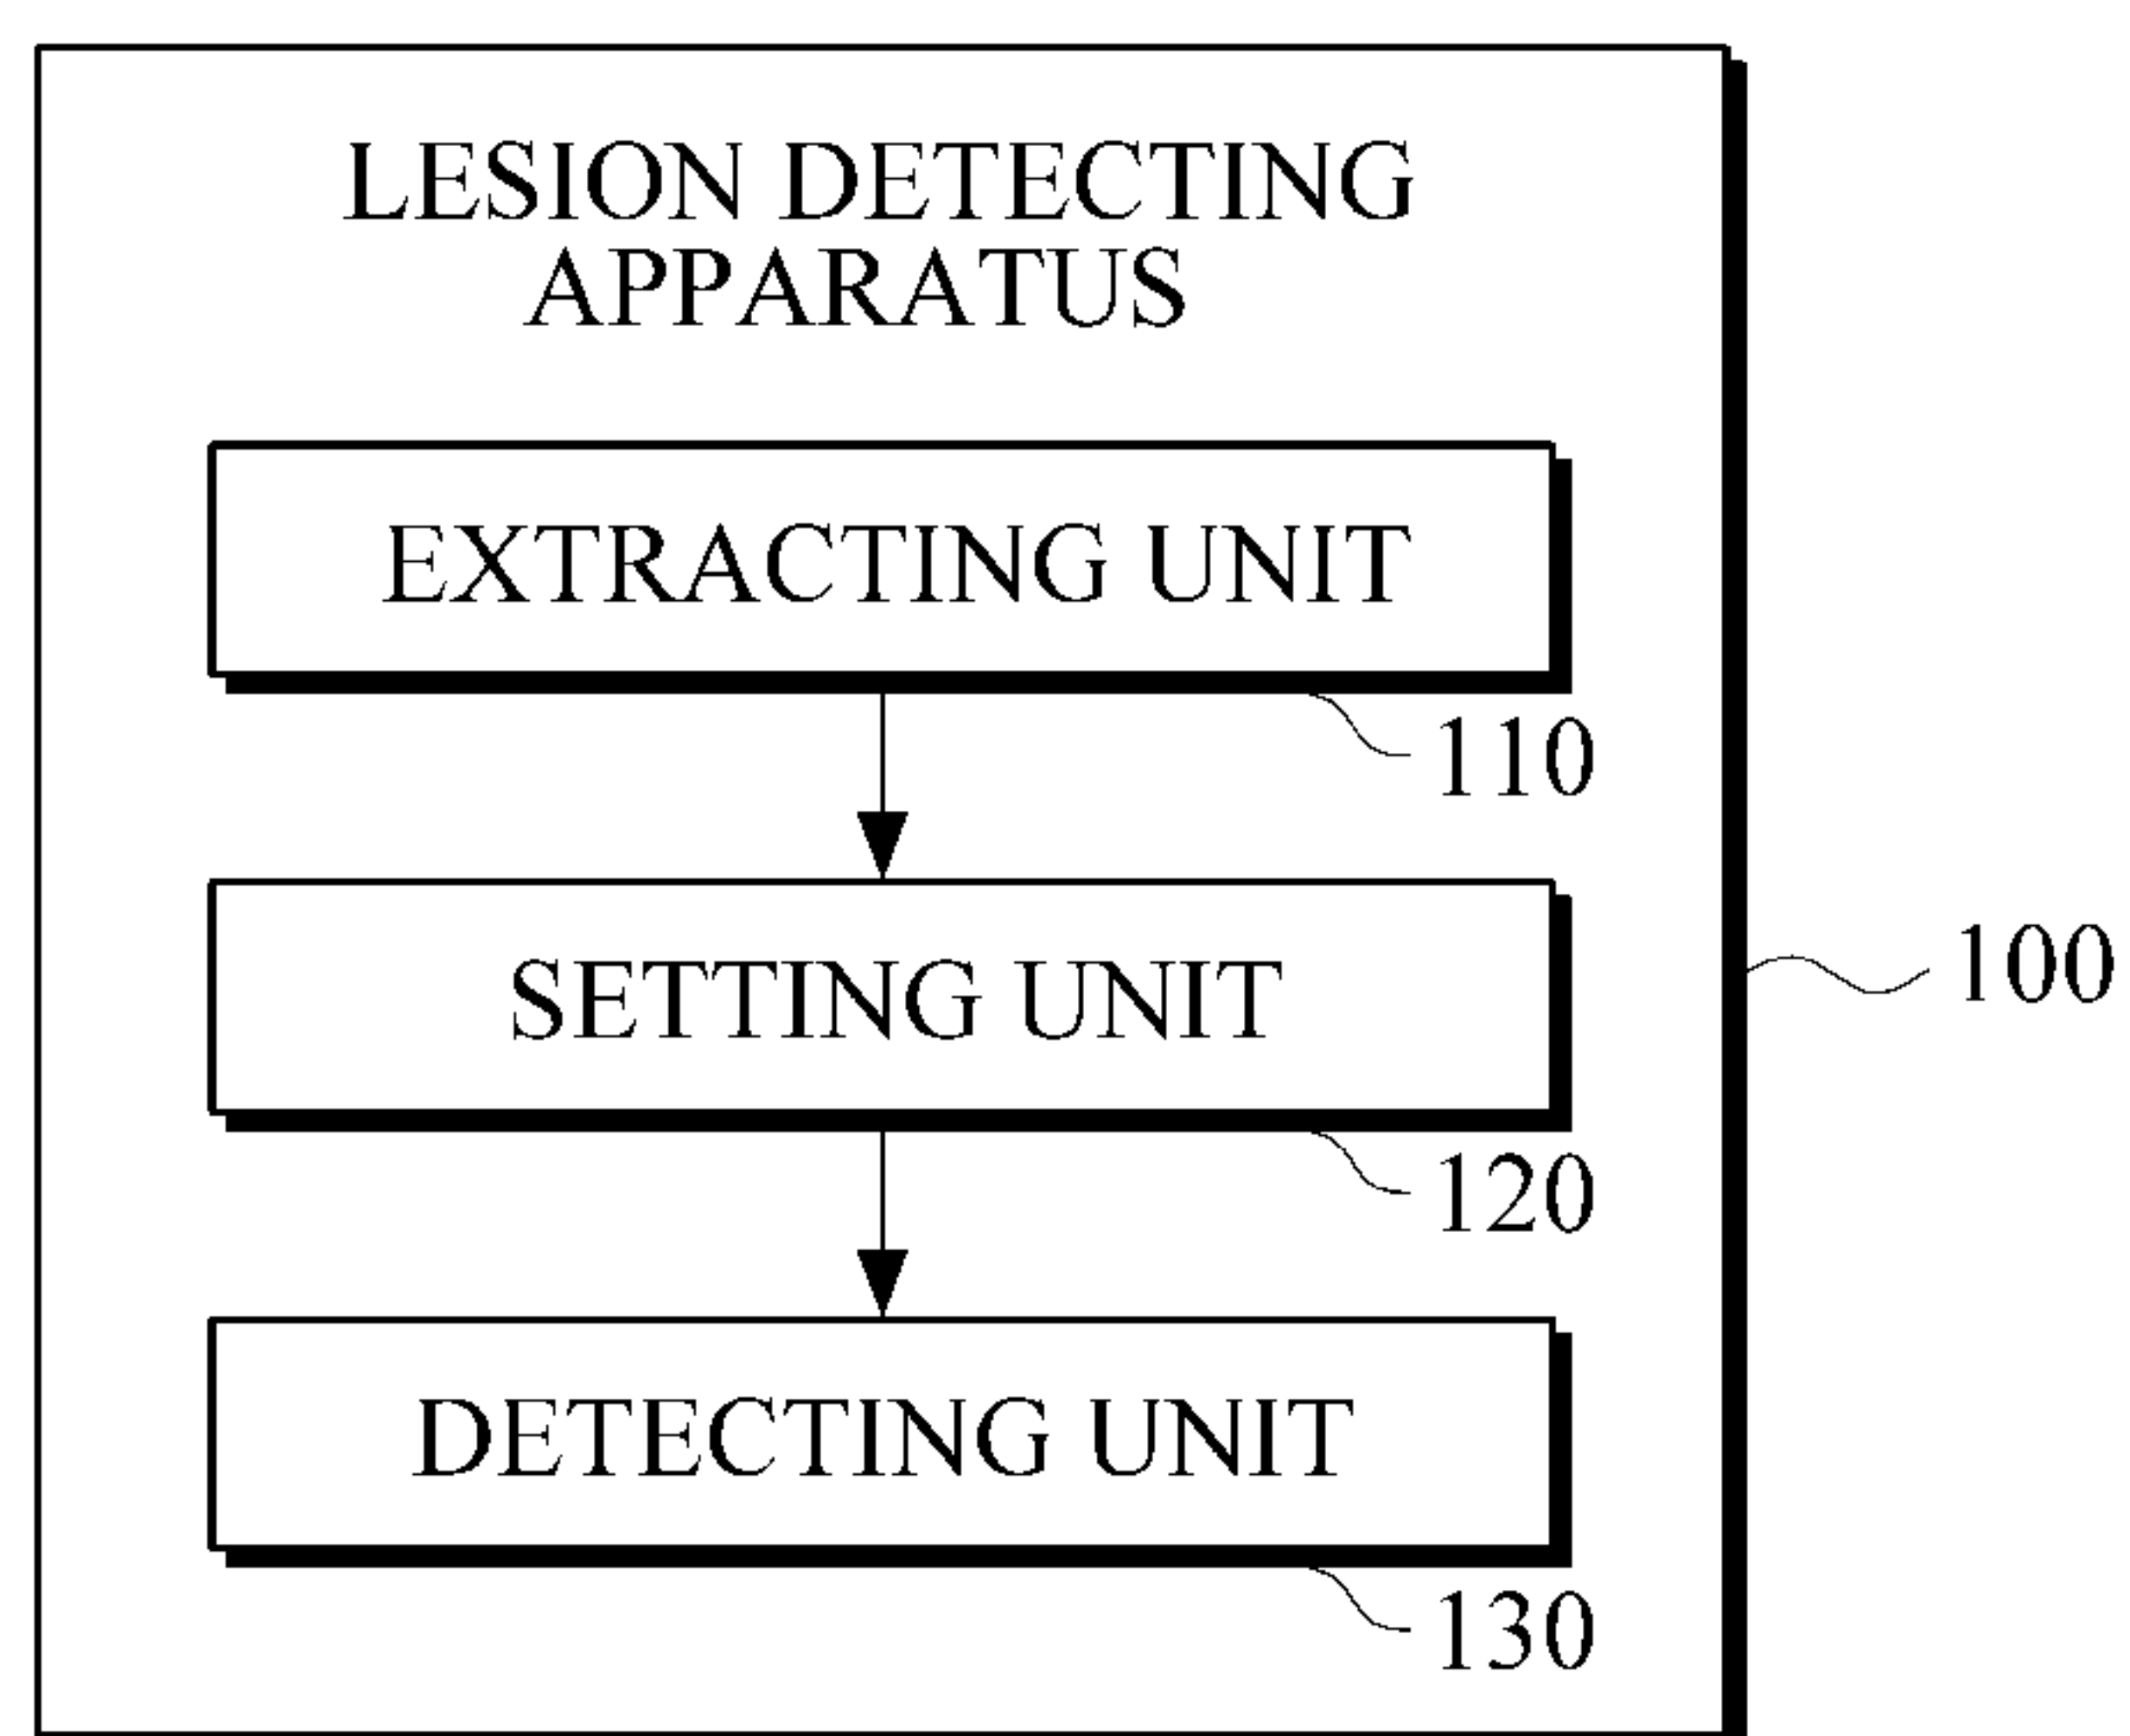 LESION DETECTING
APPARATUS
EXTRACTING UNIT
110
SETTING UNIT
100
120
DETECTING UNIT
130